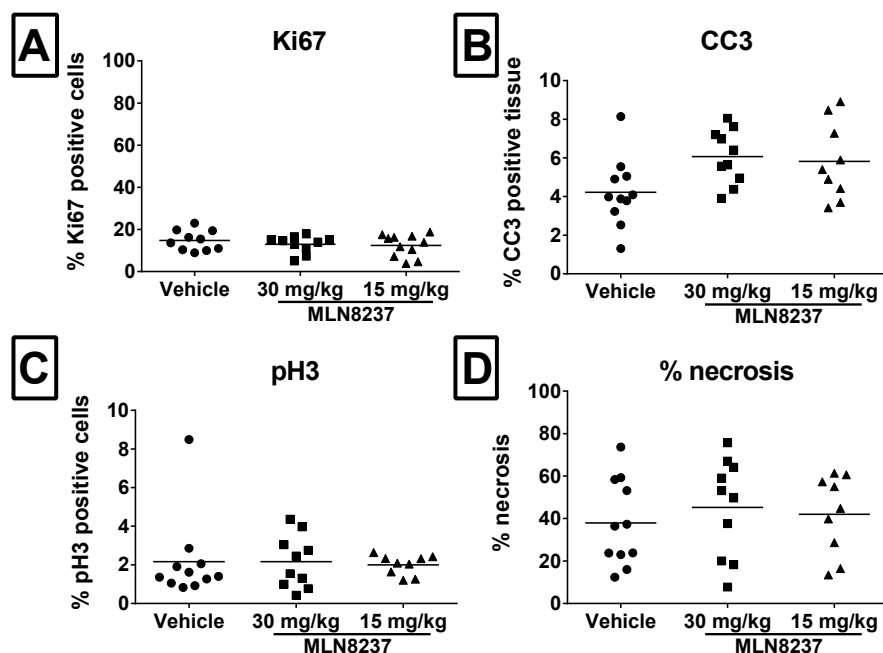 A
Ki67
% Ki67 positive cells
100
80
60
40
20
0
Vehicle
30 mg/kg
15 mg/kg
MLN8237
B
CC3
% CC3 positive tissue
10
8
6
4
2
0
Vehicle
30 mg/kg
15 mg/kg
MLN8237
C
pH3
% pH3 positive cells
10
8
6
4
2
0
Vehicle
30 mg/kg
15 mg/kg
MLN8237
D
% necrosis
% necrosis
100
80
60
40
20
0
Vehicle
30 mg/kg
15 mg/kg
MLN8237